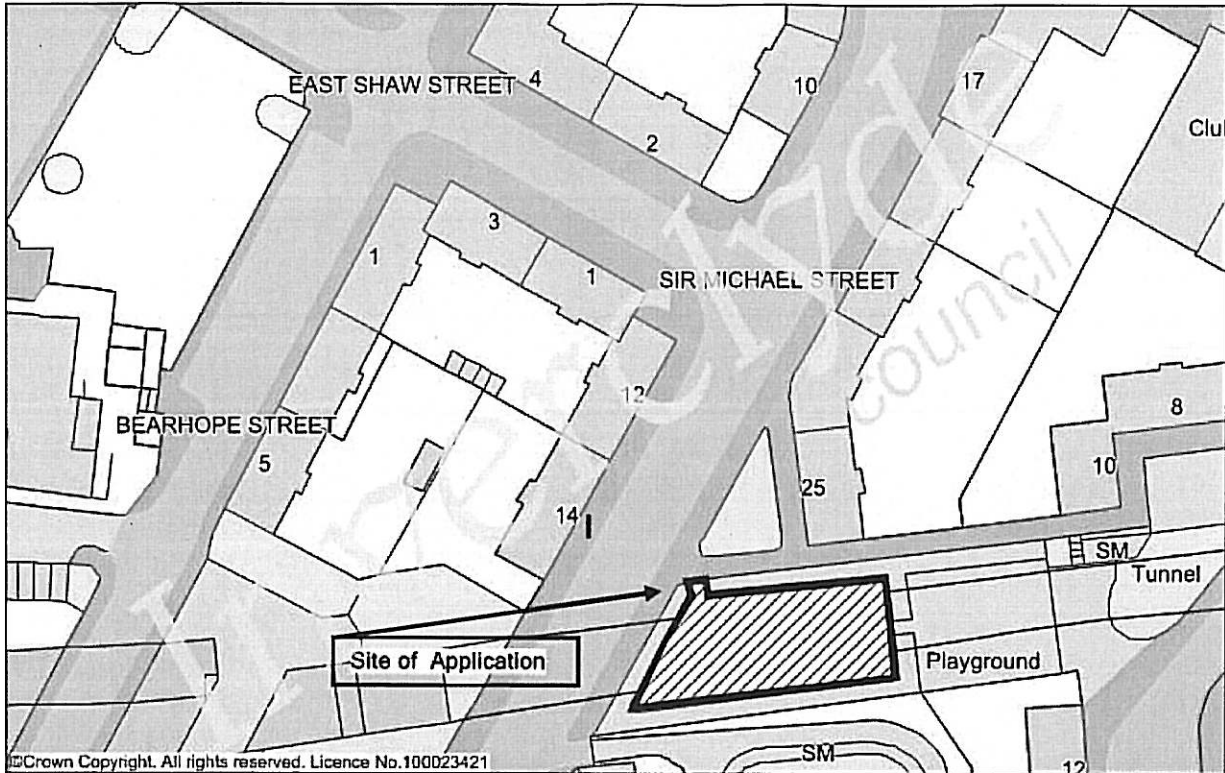 EAST SHAW STREET
4
10
17
2
Clu
3
1
1
SIR MICHAEL STREET
12
BEARHOPE STREET
8
5
10
25
14
SM
Tunnel
Site of Application
Playground
SM
12
Inverclyde
council
©Crown Copyright. All rights reserved. Licence No.100023421